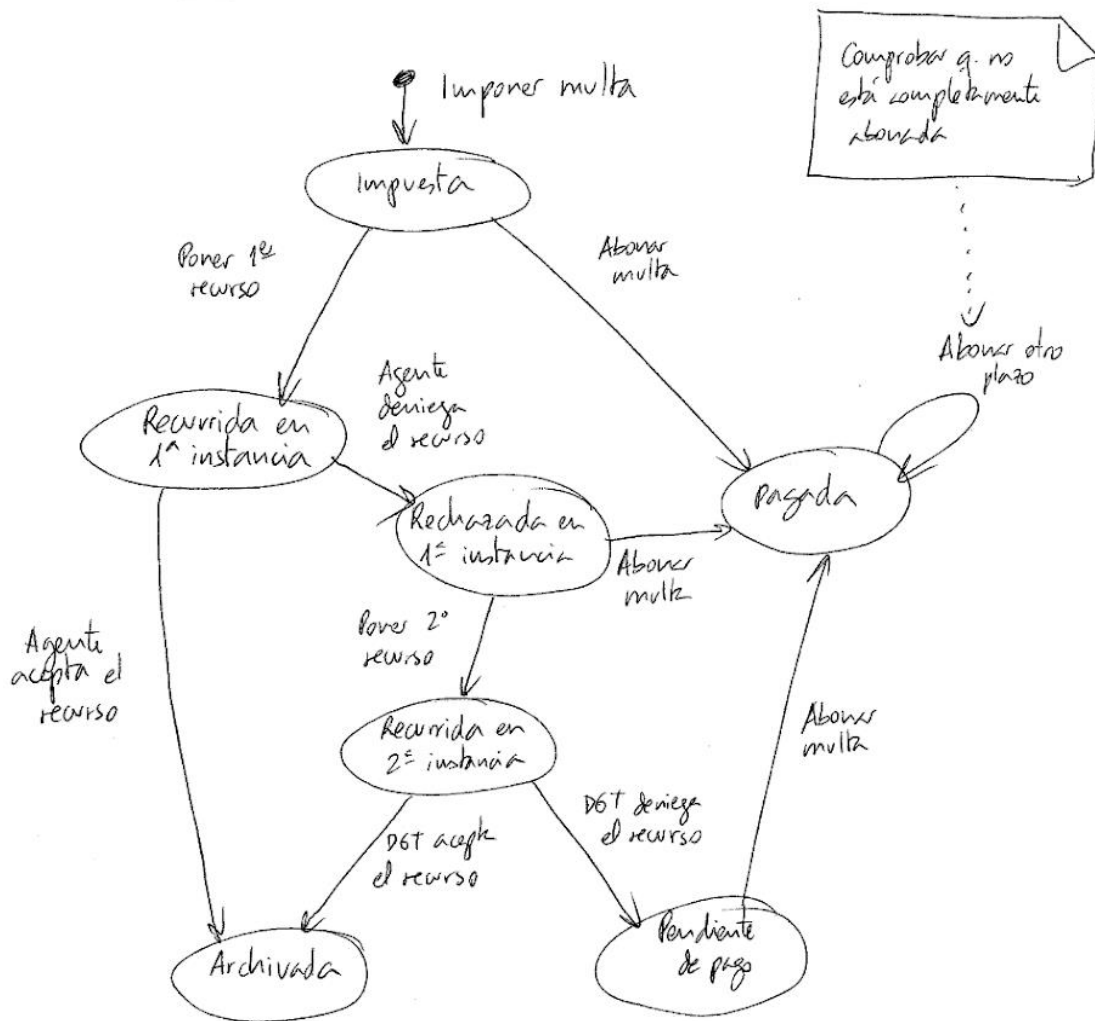 Imponer multa
Comprobar q. no
está completamente
abonada
Impuesta
Poner 1er
recurso
Abonar
multa
Abonar otro
plazo
Agente
deniega
el recurso
Recurrida en
1ª instancia
Pagada
Rechazada en
1ª instancia
Abonar
multa
Poner 2º
recurso
Agente
acepta el
recurso
Recurrida en
2ª instancia
Abonar
multa
DGT deniega
el recurso
DGT acepta
el recurso
Pendiente
de pago
Archivada